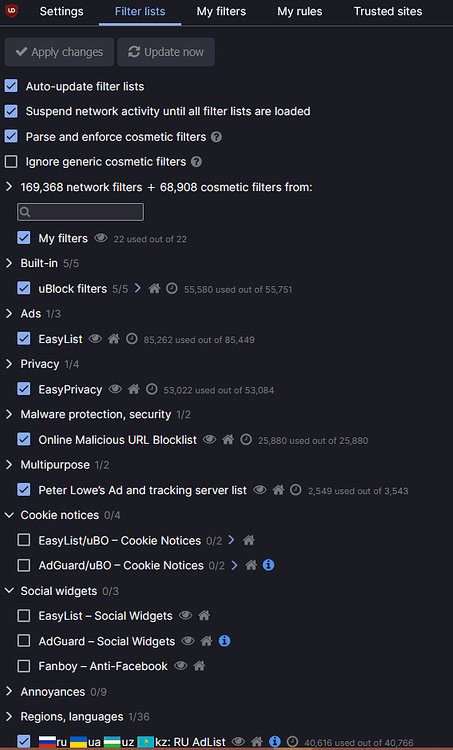 Settings Filter lists My filters My rules Trusted sites
Apply changes Update now
Auto-update filter lists
Suspend network activity until all filter lists are loaded
Parse and enforce cosmetic filters
Ignore generic cosmetic filters
169,368 network filters + 68,908 cosmetic filters from:
My filters 22 used out of 22
Built-in 5/5
uBlock filters 5/5 55,580 used out of 55,751
Ads 1/3
EasyList 85,262 used out of 85,449
Privacy 1/4
EasyPrivacy 53,022 used out of 53,084
Malware protection, security 1/2
Online Malicious URL Blocklist 25,880 used out of 25,880
Multipurpose 1/2
Peter Lowe's Ad and tracking server list 2,549 used out of 3,543
Cookie notices 0/4
EasyList/uBO – Cookie Notices 0/2
AdGuard/uBO – Cookie Notices 0/2
Social widgets 0/3
EasyList – Social Widgets
AdGuard – Social Widgets
Fanboy – Anti-Facebook
Annoyances 0/9
Regions, languages 1/36
ru ua uz kz: RU AdList 40,616 used out of 40,766